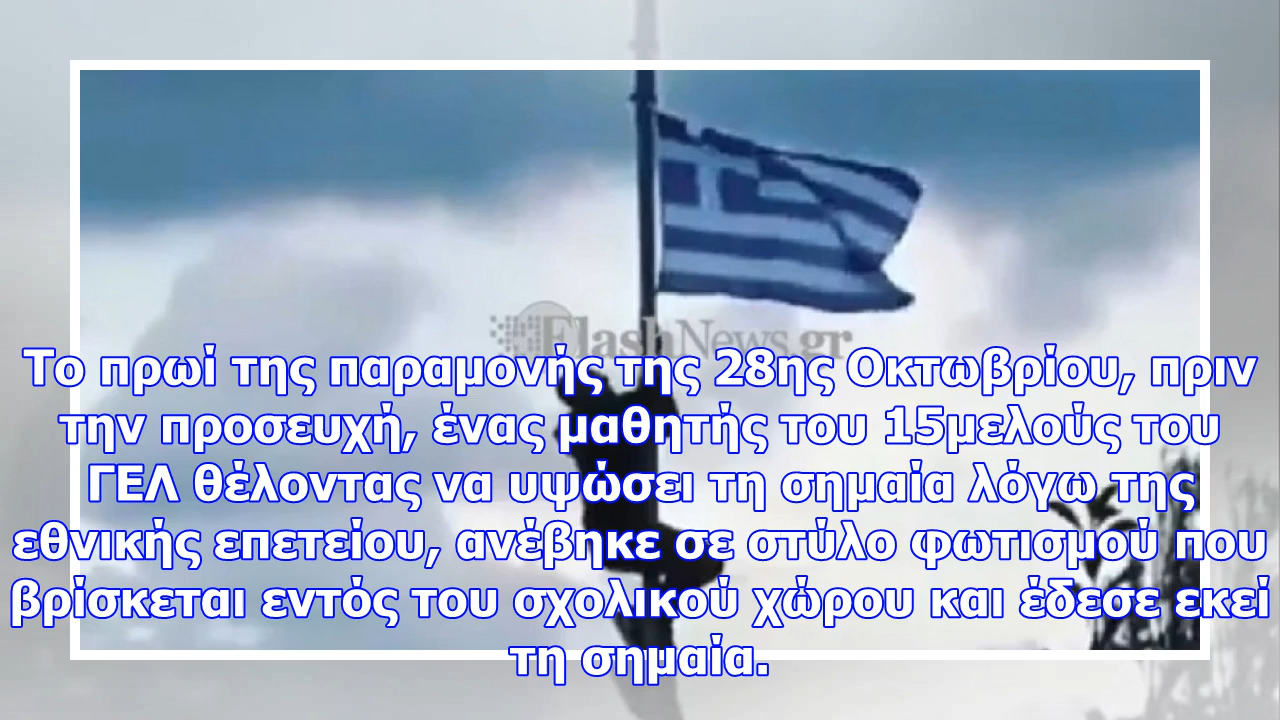 FlashNews.gr
Το πρωί της παραμονής της 28ης Οκτωβρίου, πριν
την προσευχή, ένας μαθητής του 15μελούς του
ΓΕΛ θέλοντας να υψώσει τη σημαία λόγω της
εθνικής επετείου, ανέβηκε σε στύλο φωτισμού που
βρίσκεται εντός του σχολικού χώρου και έδεσε εκεί
τη σημαία.